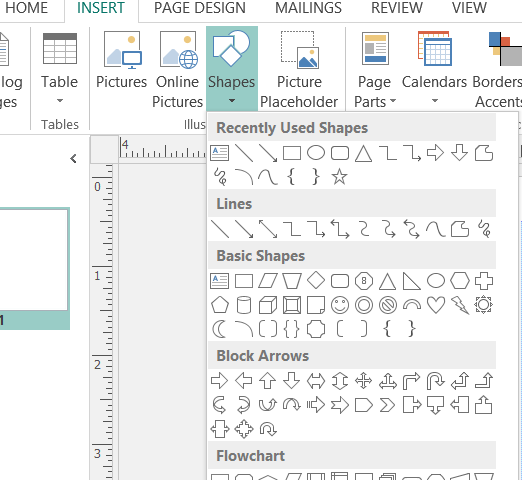 HOME INSERT PAGE DESIGN MAILINGS REVIEW VIEW
log Table Pictures Online Shapes Picture Page Calendars Borders
ges Pictures Placeholder Parts Accents
Tables Illus
4
0
1
1
2
3
Recently Used Shapes
Lines
Basic Shapes
8
Block Arrows
Flowchart